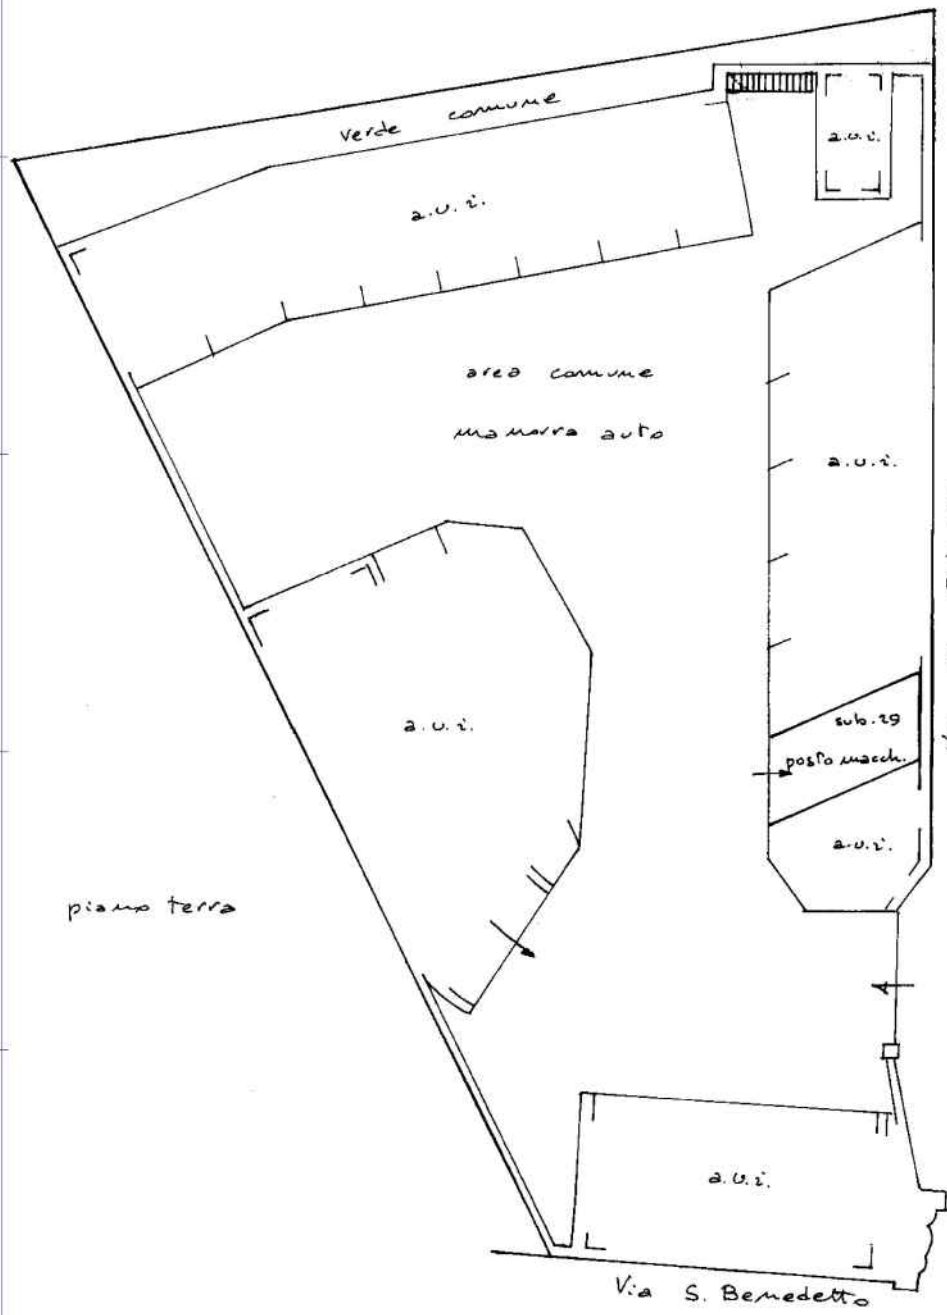 verde comune
a.u.i.
a.u.i.
area comune
manovra auto
a.u.i.
sub. 29
a.u.i.
posto macch.
a.u.i.
piano terra
a.u.i.
Via S. Benedetto